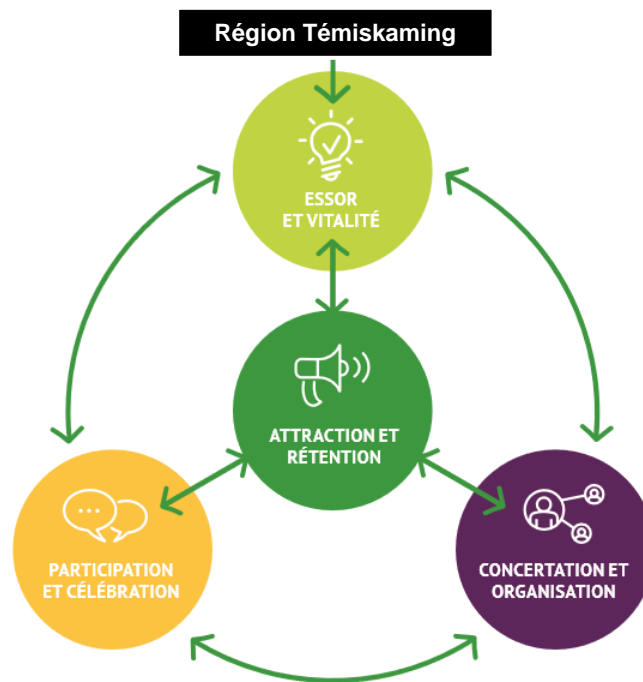 Région Témiskaming
ESSOR
ET VITALITÉ
ATTRACTION ET
RÉTENTION
PARTICIPATION
ET CÉLÉBRATION
CONCERTATION ET
ORGANISATION